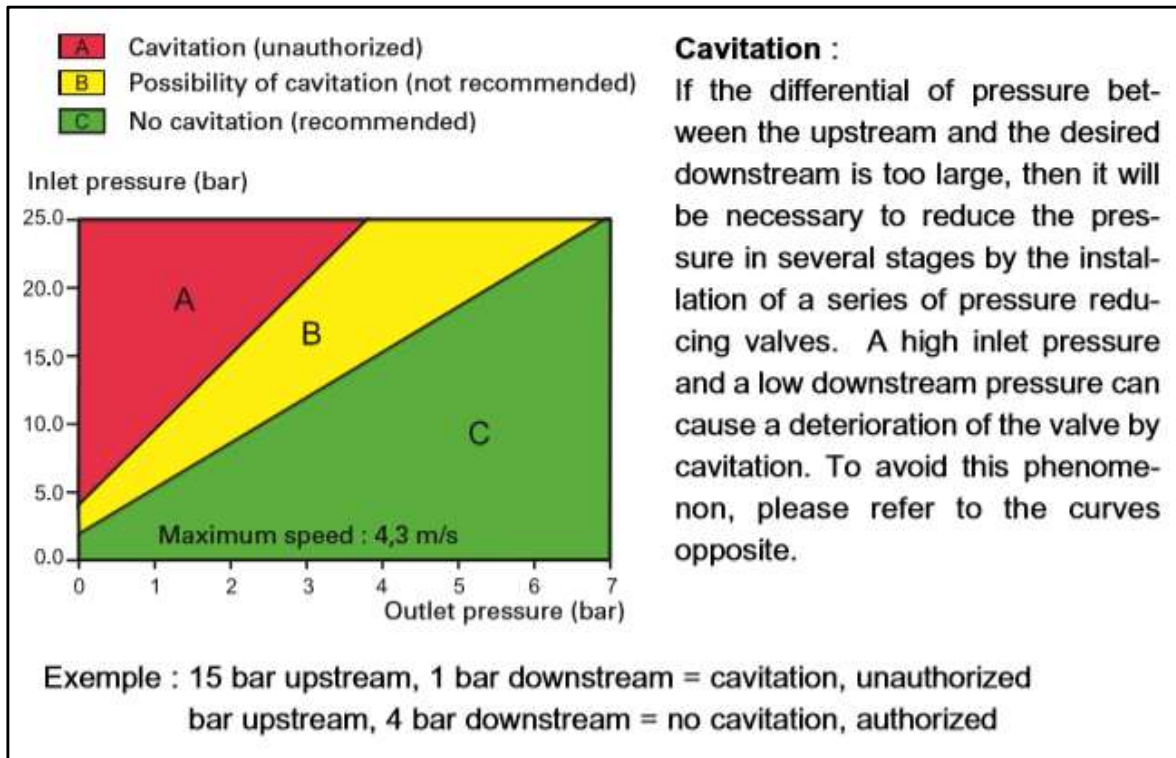 A Cavitation (unauthorized)
B Possibility of cavitation (not recommended)
C No cavitation (recommended)
Inlet pressure (bar)
25.0
20.0
15.0
10.0
5.0
0.0
A
B
C
Maximum speed : 4,3 m/s
0 1 2 3 4 5 6 7
Outlet pressure (bar)
Cavitation :
If the differential of pressure bet-
ween the upstream and the desired
downstream is too large, then it will
be necessary to reduce the pres-
sure in several stages by the instal-
lation of a series of pressure redu-
cing valves. A high inlet pressure
and a low downstream pressure can
cause a deterioration of the valve by
cavitation. To avoid this phenome-
non, please refer to the curves
opposite.
Exemple : 15 bar upstream, 1 bar downstream = cavitation, unauthorized
bar upstream, 4 bar downstream = no cavitation, authorized